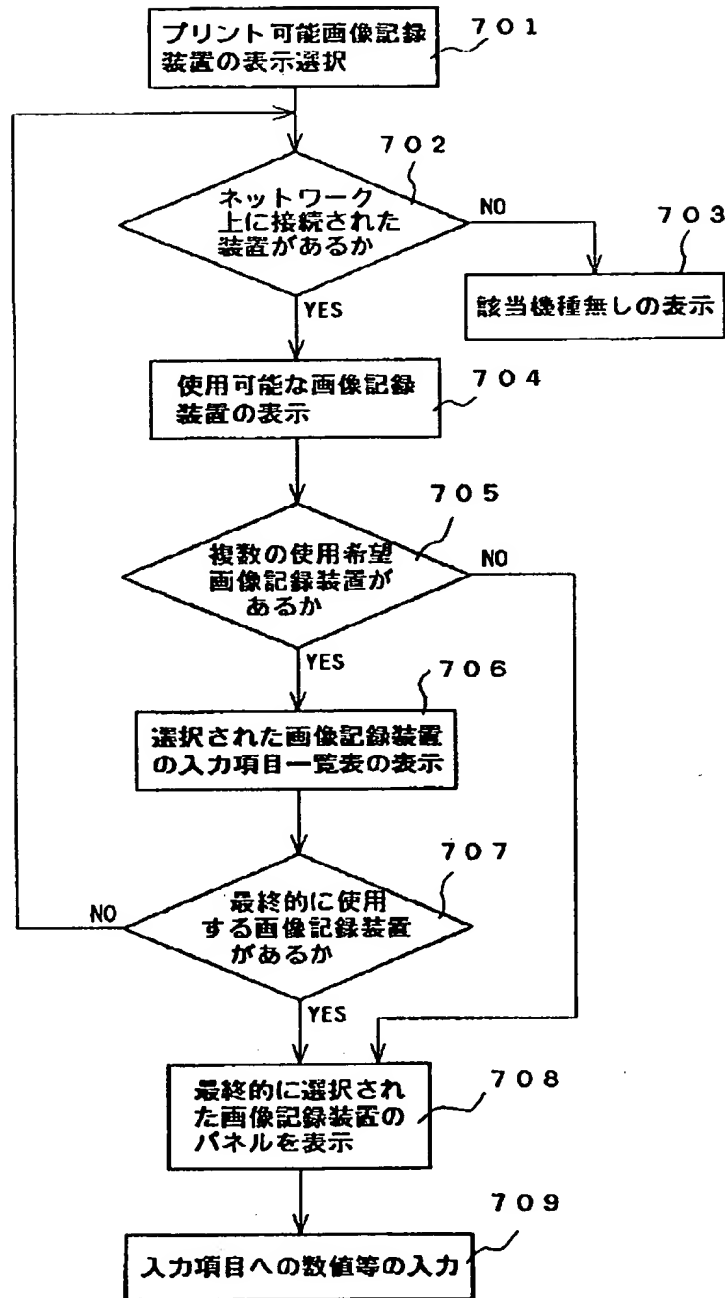 プリント可能画像記録
装置の表示選択
701
702
ネットワーク
上に接続された
装置があるか
NO
703
該当機種無しの表示
YES
使用可能な画像記録
装置の表示
704
705
複数の使用希望
画像記録装置が
あるか
NO
YES
706
選択された画像記録装置
の入力項目一覧表の表示
707
最終的に使用
する画像記録装置
があるか
NO
YES
最終的に選択され
た画像記録装置の
パネルを表示
708
709
入力項目への数値等の入力